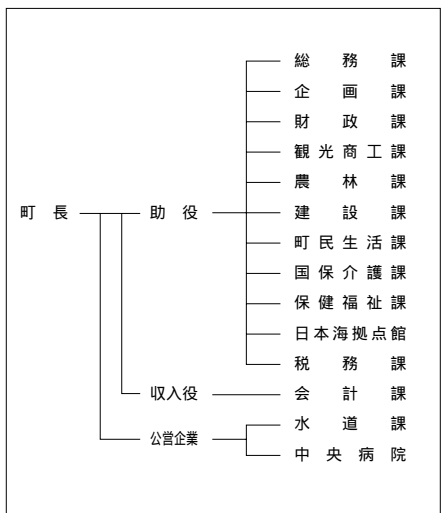 総務課
企画課
財政課
観光商工課
農林課
町長 助役 建設課
町民生活課
国保介護課
保健福祉課
日本海拠点館
税務課
収入役 会計課
水道課
公営企業
中央病院